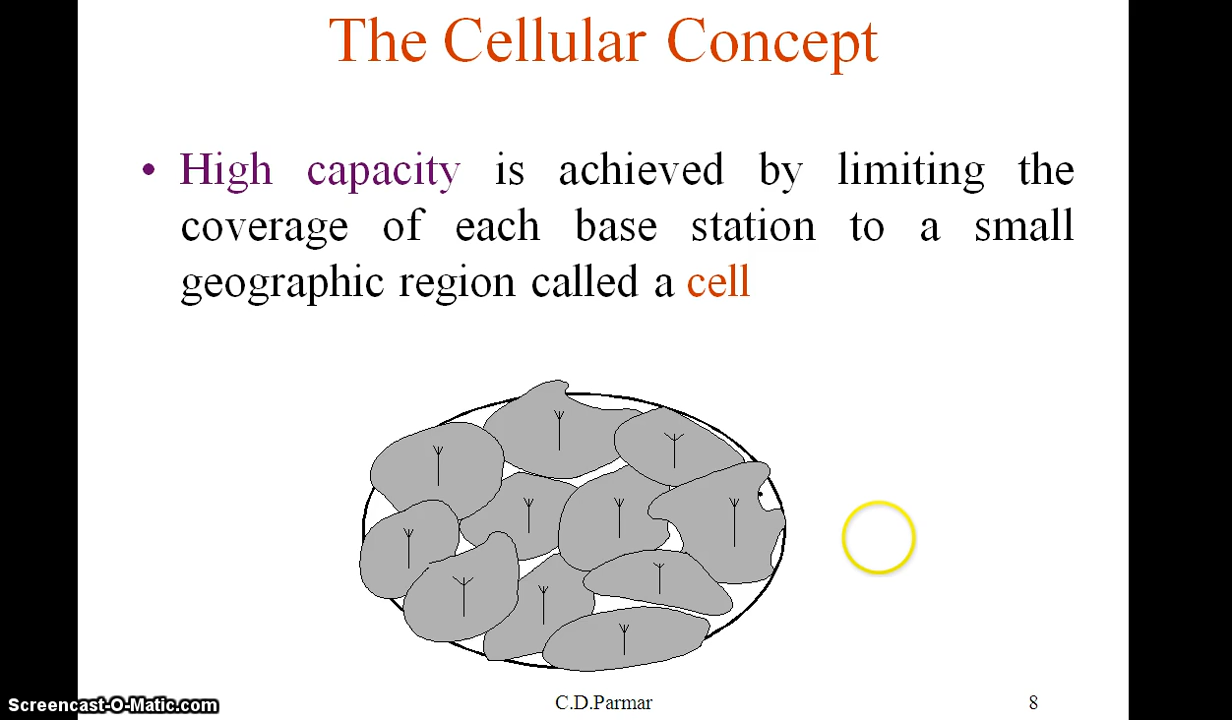 The Cellular Concept
• High capacity is achieved by limiting the
coverage of each base station to a small
geographic region called a cell
Screencast-O-Matic.com
C.D.Parmar
8